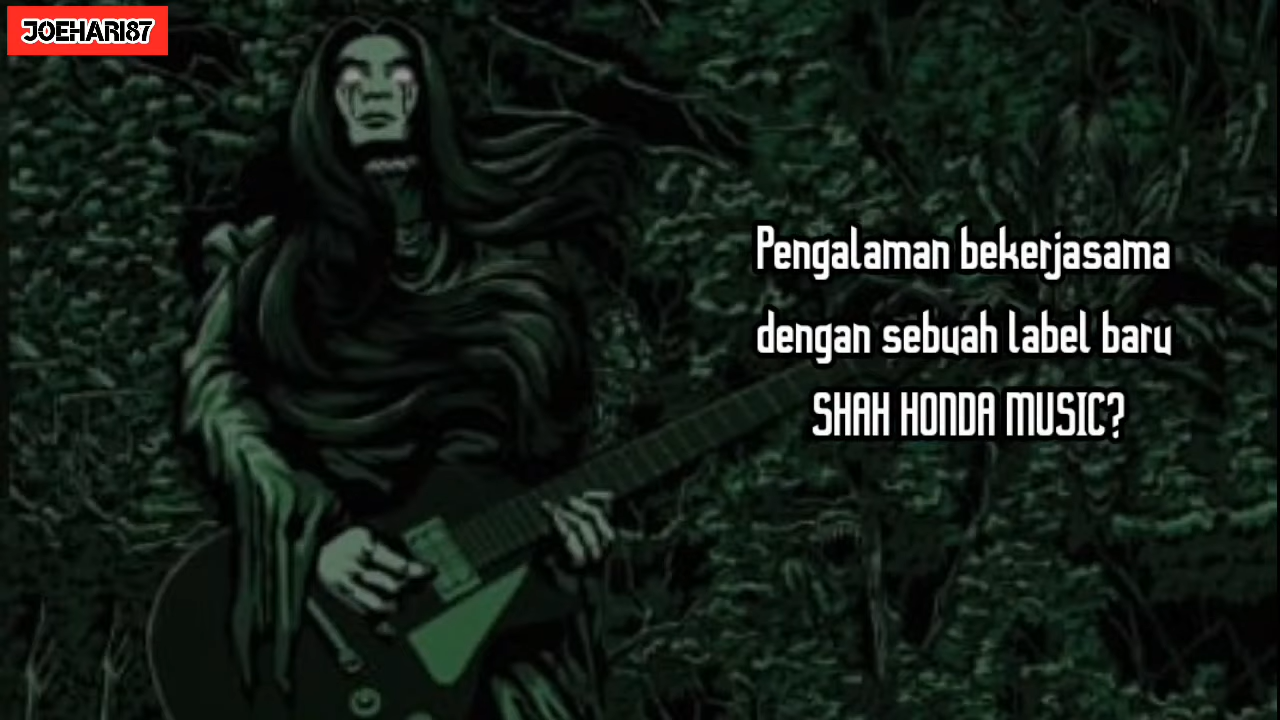 JOEHARI87
Pengalaman bekerjasama
dengan sebuah label baru
SHAH HONDA MUSIC?